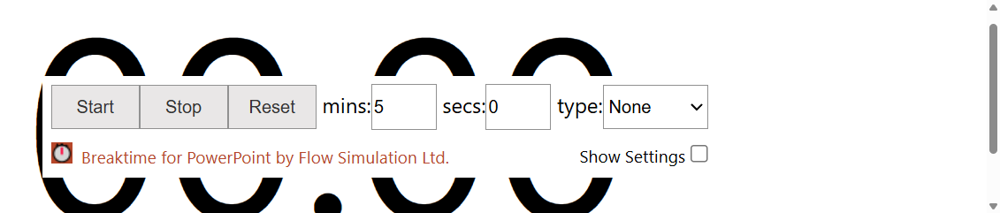 00:00
Start Stop Reset mins: 5 secs: 0 type: None
Breaktime for PowerPoint by Flow Simulation Ltd.
Show Settings